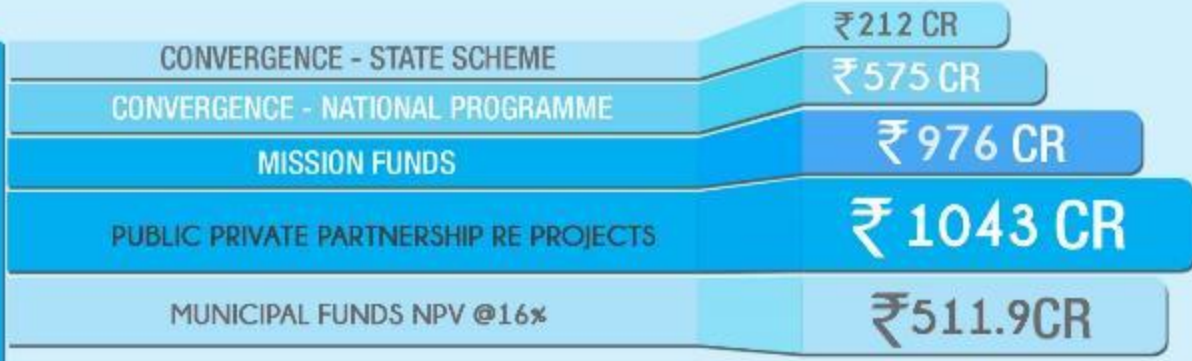 CONVERGENCE - STATE SCHEME ₹212 CR
CONVERGENCE - NATIONAL PROGRAMME ₹575 CR
MISSION FUNDS ₹976 CR
PUBLIC PRIVATE PARTNERSHIP RE PROJECTS ₹1043 CR
MUNICIPAL FUNDS NPV @16% ₹511.9CR